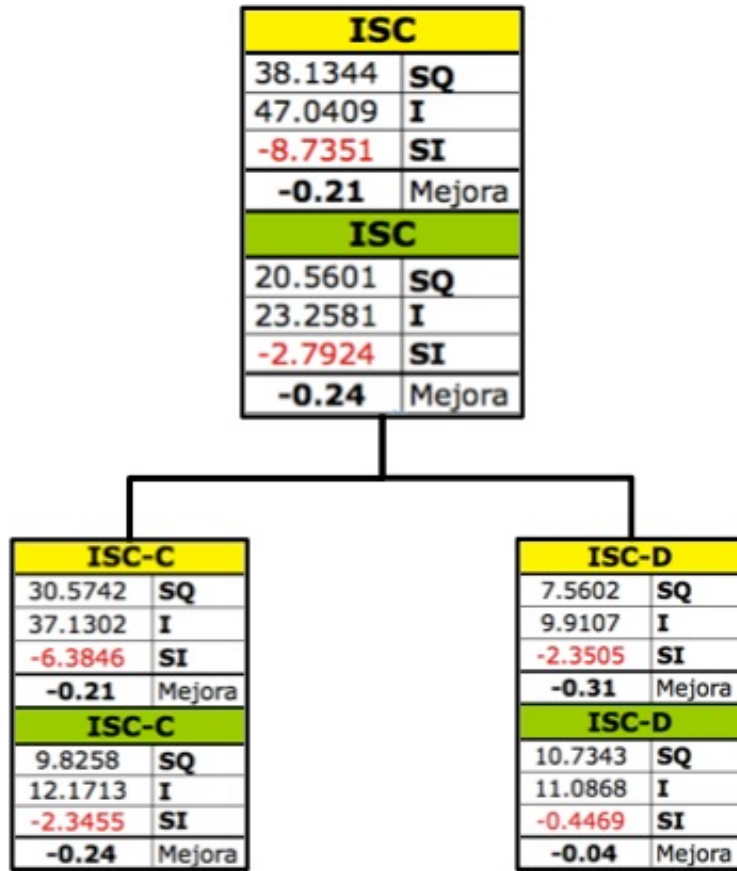 ISC
38.1344 SQ
47.0409 I
-8.7351 SI
-0.21 Mejora
ISC
20.5601 SQ
23.2581 I
-2.7924 SI
-0.24 Mejora
ISC-C
30.5742 SQ
37.1302 I
-6.3846 SI
-0.21 Mejora
ISC-C
9.8258 SQ
12.1713 I
-2.3455 SI
-0.24 Mejora
ISC-D
7.5602 SQ
9.9107 I
-2.3505 SI
-0.31 Mejora
ISC-D
10.7343 SQ
11.0868 I
-0.4469 SI
-0.04 Mejora